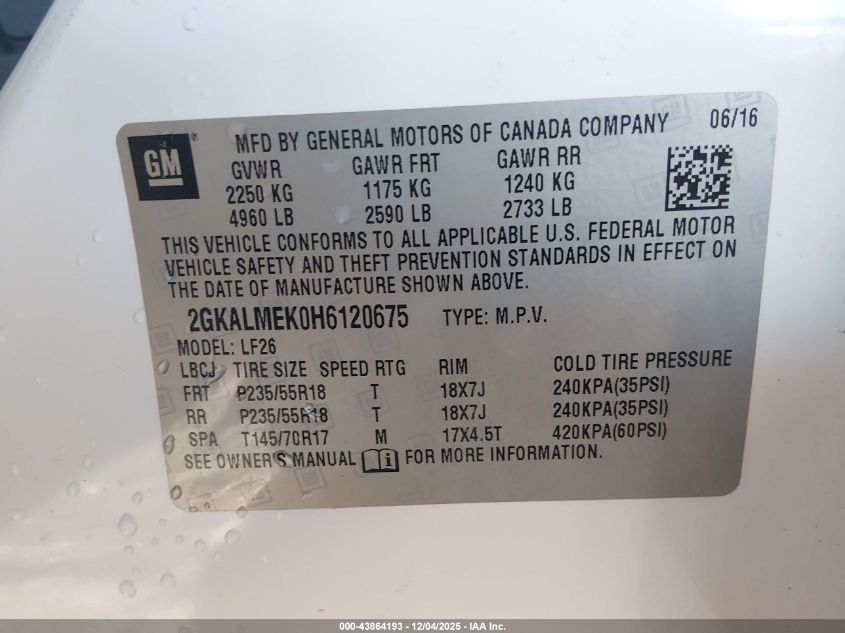 MFD BY GENERAL MOTORS OF CANADA COMPANY 06/16
GM ®
GVWR GAWR FRT GAWR RR
2250 KG 1175 KG 1240 KG
4960 LB 2590 LB 2733 LB
THIS VEHICLE CONFORMS TO ALL APPLICABLE U.S. FEDERAL MOTOR
VEHICLE SAFETY AND THEFT PREVENTION STANDARDS IN EFFECT ON
THE DATE OF MANUFACTURE SHOWN ABOVE.
2GKALMEK0H6120675 TYPE: M.P.V.
MODEL: LF26
LBCJ TIRE SIZE SPEED RTG RIM COLD TIRE PRESSURE
FRT P235/55R18 T 18X7J 240KPA(35PSI)
RR P235/55R18 T 18X7J 240KPA(35PSI)
SPA T145/70R17 M 17X4.5T 420KPA(60PSI)
SEE OWNER'S MANUAL FOR MORE INFORMATION.
000-43864193 - 12/04/2025 - IAA Inc.